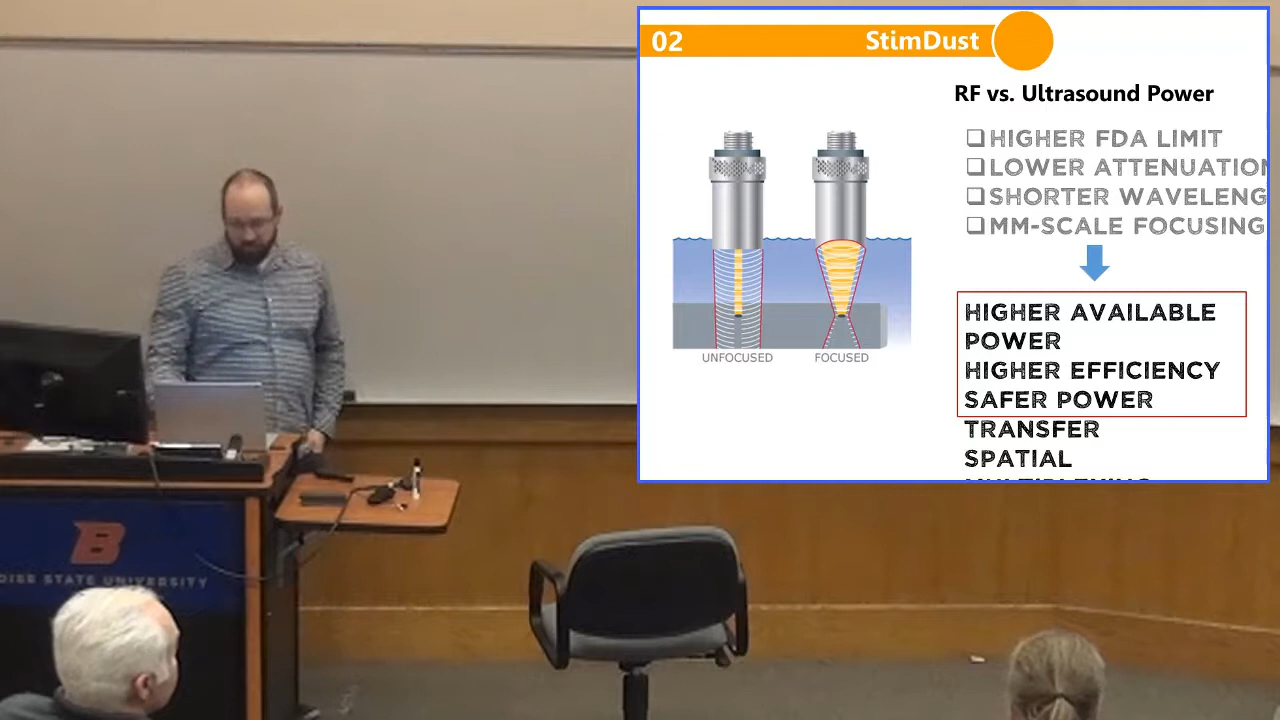 02
StimDust
RF vs. Ultrasound Power
❑HIGHER FDA LIMIT
❑LOWER ATTENUATION
❑SHORTER WAVELENG
❑MM-SCALE FOCUSING
HIGHER AVAILABLE
POWER
HIGHER EFFICIENCY
SAFER POWER
TRANSFER
SPATIAL
UNFOCUSED
FOCUSED
B
OISE STATE UNIVERSITY